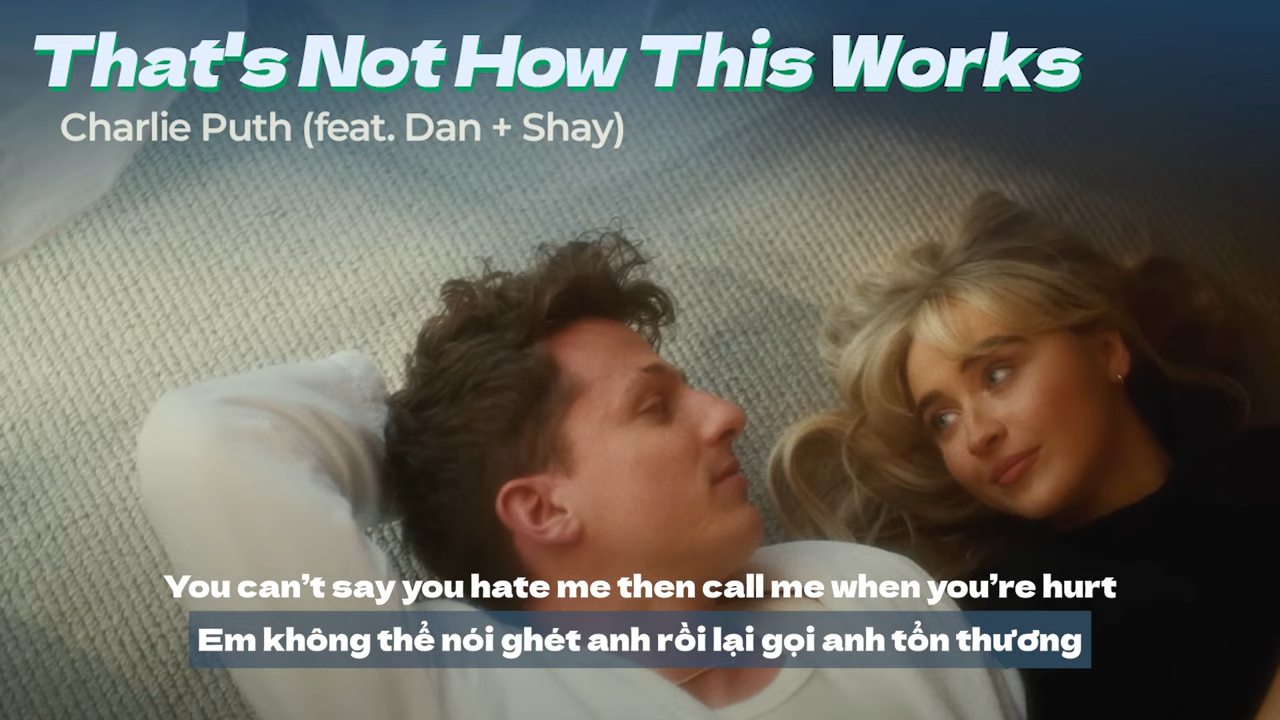 That's Not How This Works
Charlie Puth (feat. Dan + Shay)
You can’t say you hate me then call me when you’re hurt
Em không thể nói ghét anh rồi lại gọi anh tổn thương